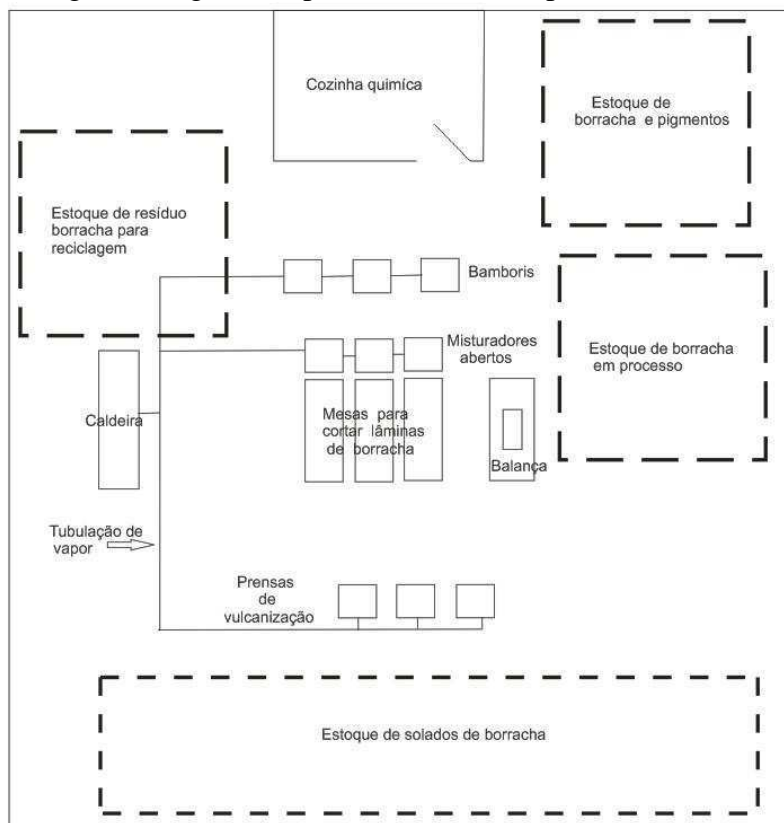 Cozinha quimíca
Estoque de
borracha e pigmentos
Estoque de resíduo
borracha para
reciclagem
Bamboris
Misturadores
abertos
Estoque de borracha
em processo
Caldeira
Mesas para
cortar lâminas
de borracha
Balança
Tubulação de
vapor
Prensas
de
vulcanização
Estoque de solados de borracha